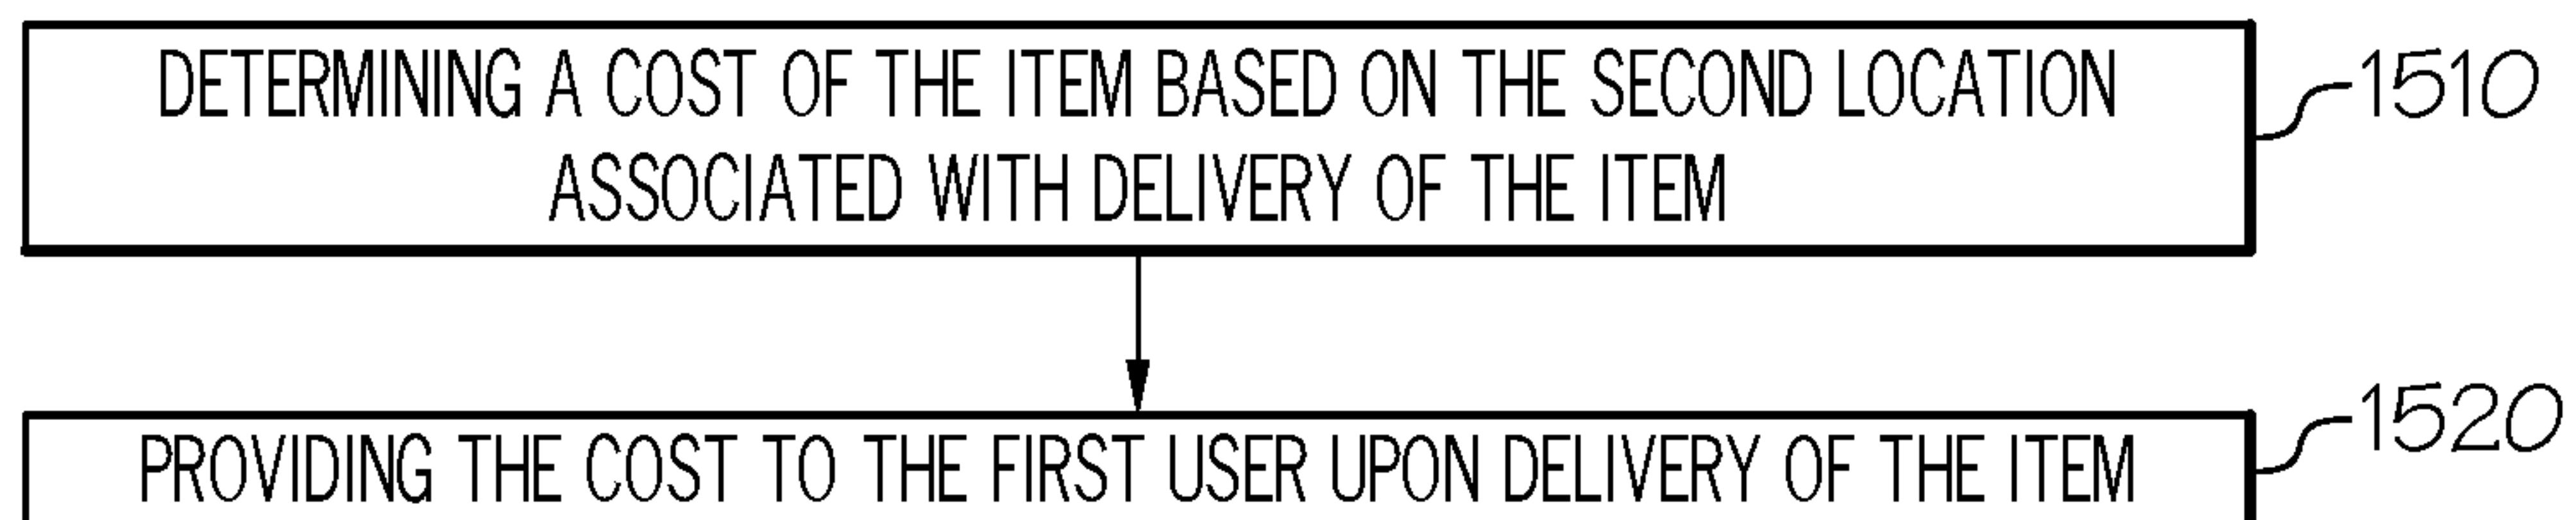 DETERMINING A COST OF THE ITEM BASED ON THE SECOND LOCATION
ASSOCIATED WITH DELIVERY OF THE ITEM
1510
PROVIDING THE COST TO THE FIRST USER UPON DELIVERY OF THE ITEM
1520